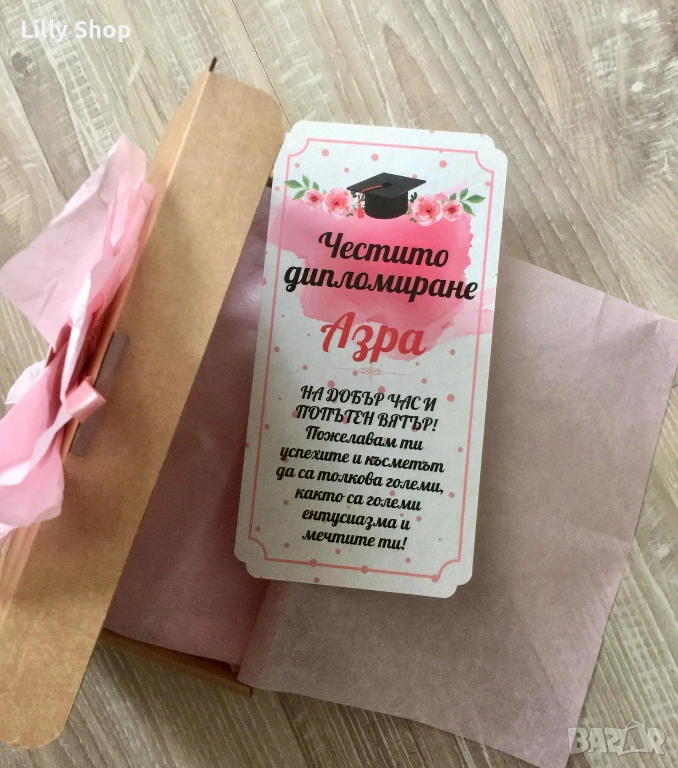 Lilly Shop
Честито
дипломиране
Азра
НА ДОБЪР ЧАС И
ПОПЪТЕН ВЯТЪР!
Пожелавам ти
успехите и късметът
да са толкова големи,
както са големи
ентусиазма и
мечтите ти!
BAZAR